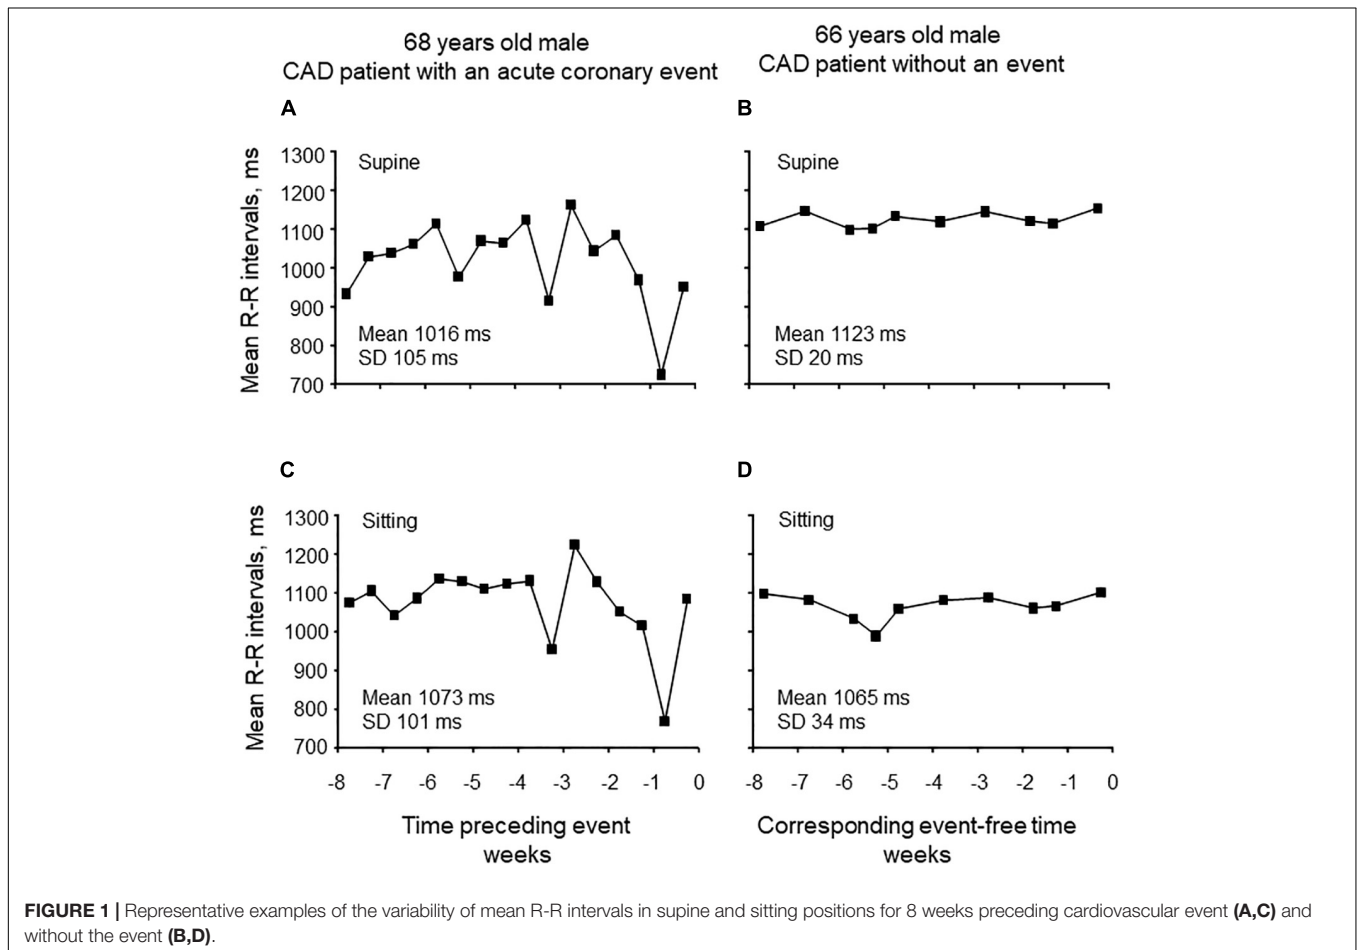 68 years old male
CAD patient with an acute coronary event
66 years old male
CAD patient without an event
A
Mean R-R intervals, ms
1300
1200
1100
1000
900
800
700
Supine
Mean 1016 ms
SD 105 ms
B
Supine
Mean 1123 ms
SD 20 ms
C
Mean R-R intervals, ms
1300
1200
1100
1000
900
800
700
Sitting
Mean 1073 ms
SD 101 ms
-8 -7 -6 -5 -4 -3 -2 -1 0
Time preceding event
weeks
D
Sitting
Mean 1065 ms
SD 34 ms
-8 -7 -6 -5 -4 -3 -2 -1 0
Corresponding event-free time
weeks
FIGURE 1 | Representative examples of the variability of mean R-R intervals in supine and sitting positions for 8 weeks preceding cardiovascular event (A,C) and
without the event (B,D).